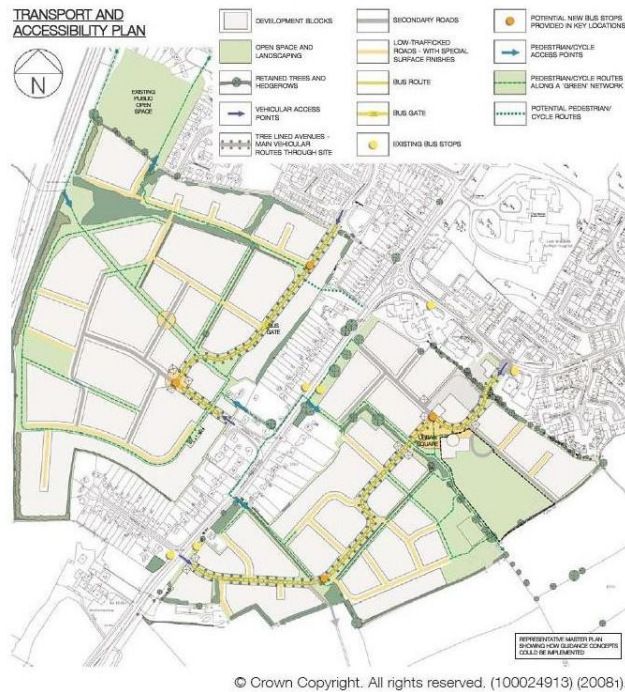 TRANSPORT AND
ACCESSIBILITY PLAN
N
DEVELOPMENT BLOCKS
OPEN SPACE AND
LANDSCAPING
RETAINED TREES AND
HEDGEROWS
VEHICULAR ACCESS
POINTS
TREE LINED AVENUES -
MAIN VEHICULAR
ROUTES THROUGH SITE
SECONDARY ROADS
LOW-TRAFFICKED
ROADS - WITH SPECIAL
SURFACE FINISHES
BUS ROUTE
BUS GATE
EXISTING BUS STOPS
POTENTIAL NEW BUS STOPS
PROVIDED IN KEY LOCATIONS
PEDESTRIAN/CYCLE
ACCESS POINTS
PEDESTRIAN/CYCLE ROUTES
ALONG A 'GREEN' NETWORK
POTENTIAL PEDESTRIAN/
CYCLE ROUTES
EXISTING
PUBLIC
OPEN
SPACE
BUS
GATE
URBAN
SQUARE
REPRESENTATIVE MASTER PLAN
SHOWING HOW GUIDANCE CONCEPTS
COULD BE IMPLEMENTED
© Crown Copyright. All rights reserved. (100024913) (2008)